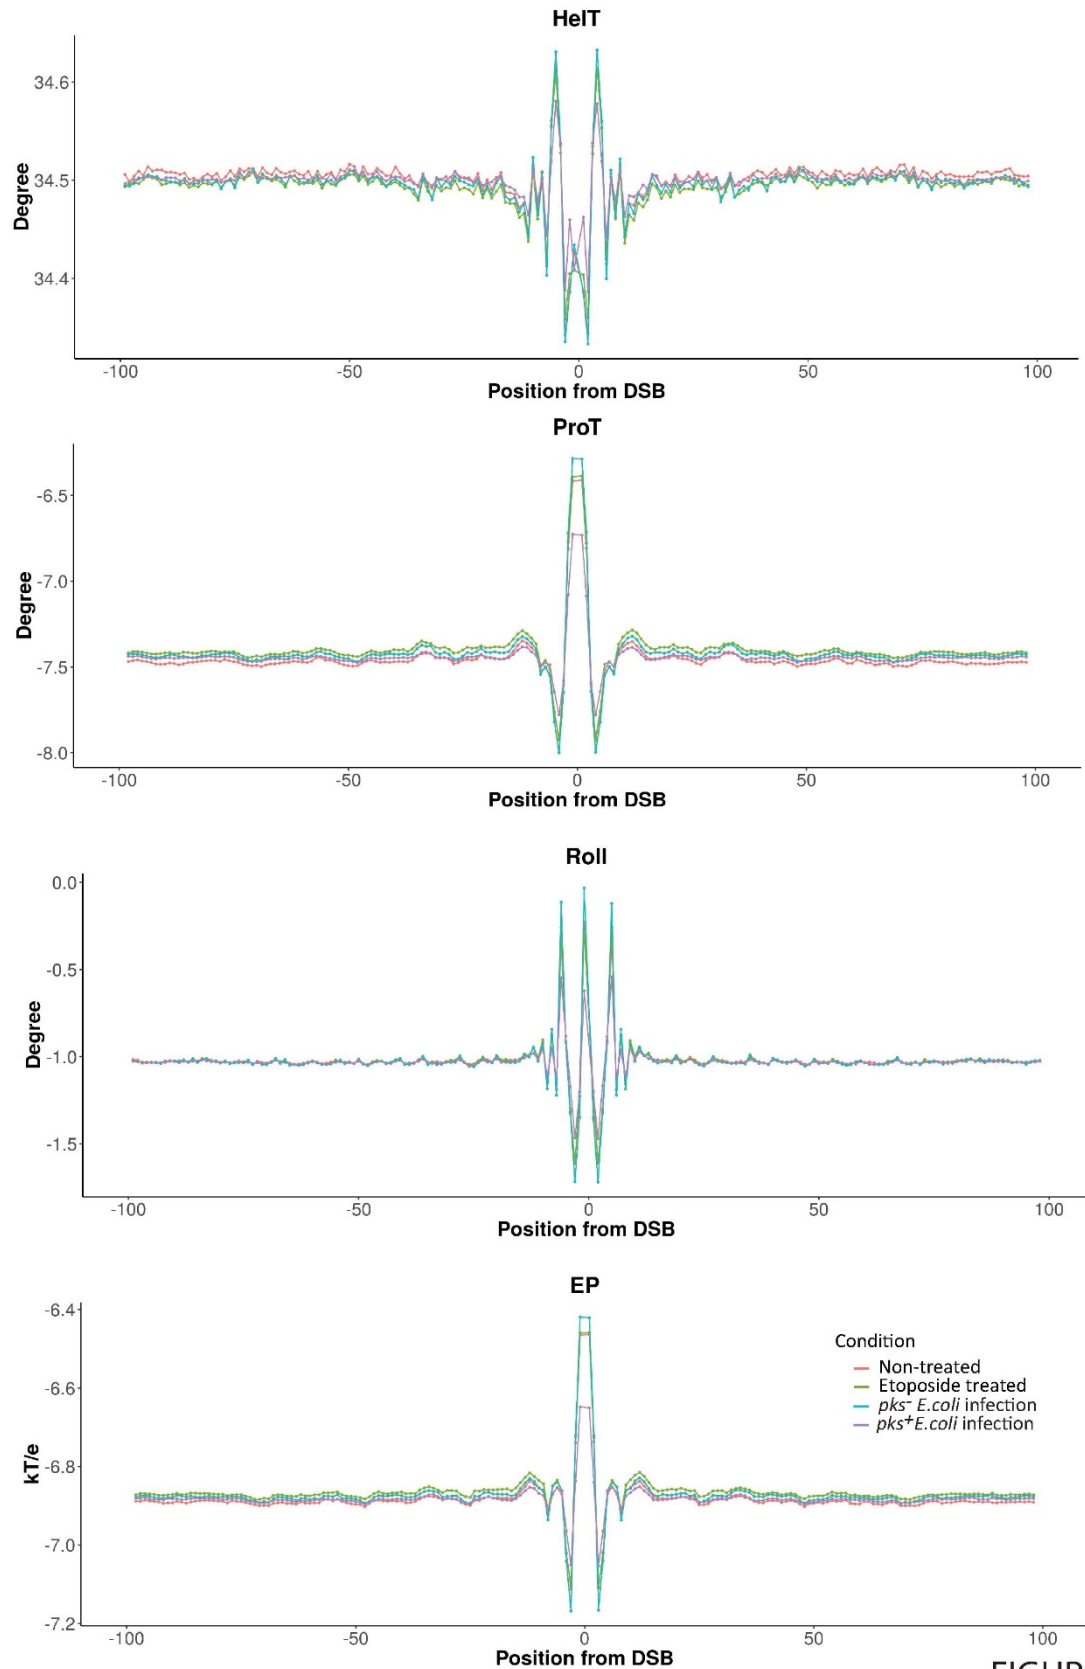 HelT
34.6
34.5
34.4
Degree
-100 -50 0 50 100
Position from DSB
ProT
-6.5
-7.0
-7.5
-8.0
Degree
-100 -50 0 50 100
Position from DSB
Roll
0.0
-0.5
-1.0
-1.5
Degree
-100 -50 0 50 100
Position from DSB
EP
-6.4
-6.6
-6.8
-7.0
-7.2
kT/e
Condition
Non-treated
Etoposide treated
pks⁻ E.coli infection
pks⁺E.coli infection
-100 -50 0 50 100
Position from DSB